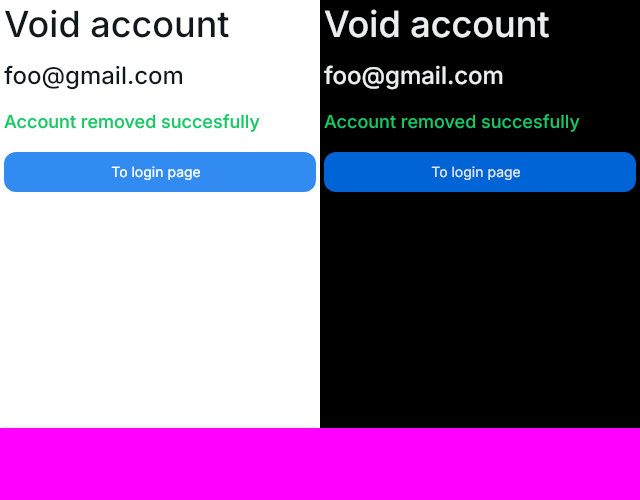 Void account
foo@gmail.com
Account removed succesfully
To login page
Void account
foo@gmail.com
Account removed succesfully
To login page